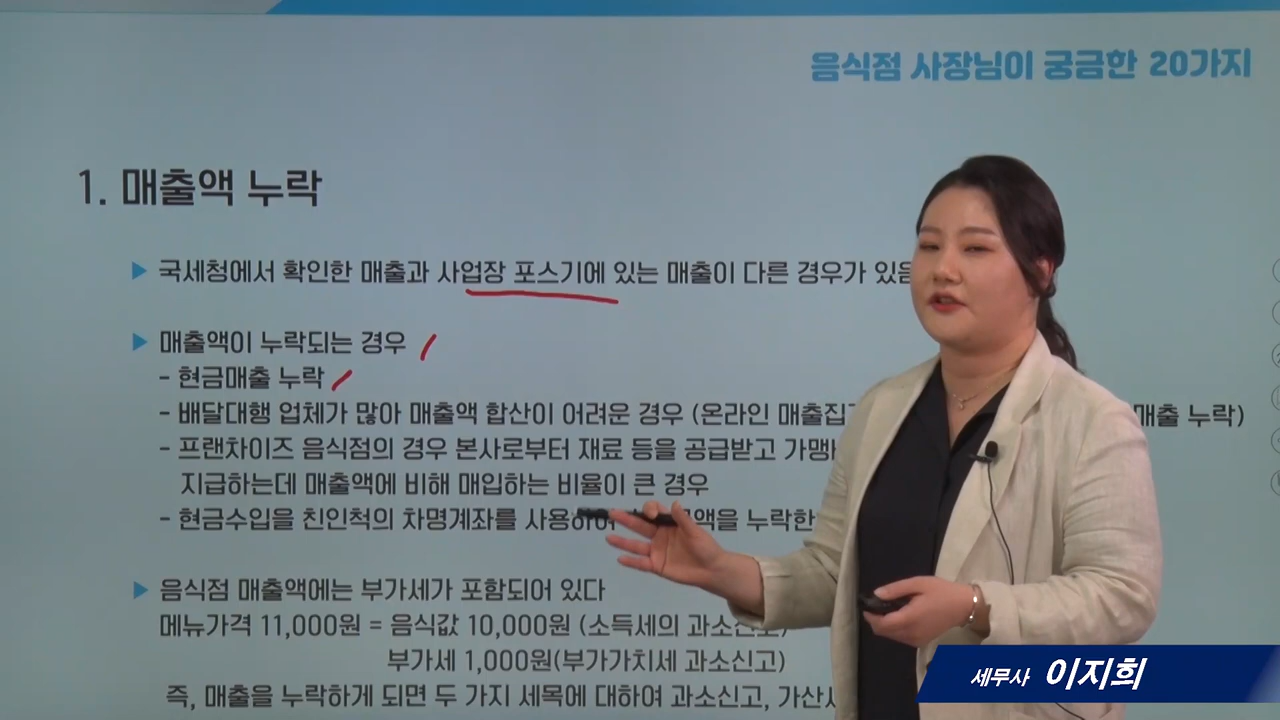 음식점 사장님이 궁금한 20가지
1. 매출액 누락
▶ 국세청에서 확인한 매출과 사업장 포스기에 있는 매출이 다른 경우가 있음
▶ 매출액이 누락되는 경우
- 현금매출 누락
- 배달대행 업체가 많아 매출액 합산이 어려운 경우 (온라인 매출집 매출 누락)
- 프랜차이즈 음식점의 경우 본사로부터 재료 등을 공급받고
지급하는데 매출액에 비해 매입하는 비율이 큰 경우
- 현금수입을 친인척의 차명계좌를 사용하여 누락한
▶ 음식점 매출액에는 부가세가 포함되어 있다
메뉴가격 11,000원 = 음식값 10,000원 (소득세의 과소신고)
부가세 1,000원(부가가치세 과소신고)
즉, 매출을 누락하게 되면 두 가지 세목에 대하여 과소신고,
세무사 이지희